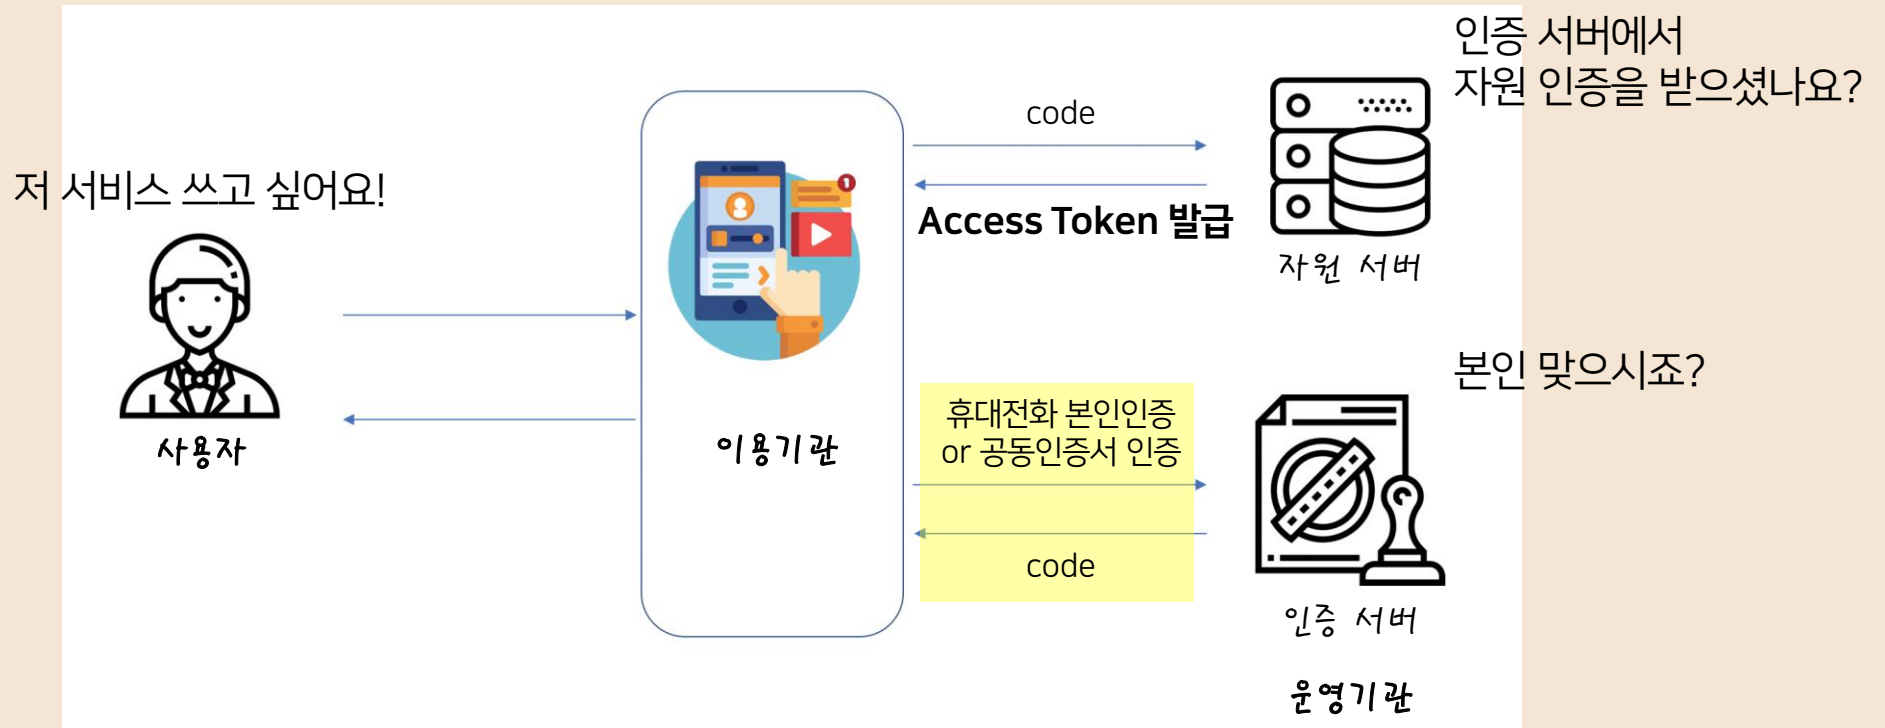 저 서비스 쓰고 싶어요!
사용자
이용기관
code
Access Token 발급
인증 서버에서
자원 인증을 받으셨나요?
1
자원 서버
휴대전화 본인인증
or 공동인증서 인증
code
본인 맞으시죠?
인증 서버
운영기관